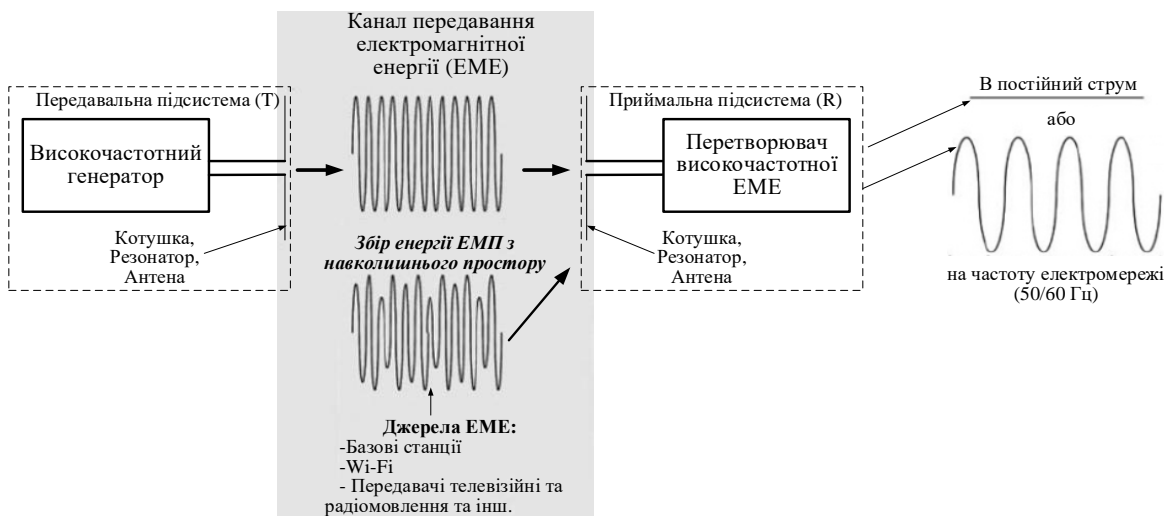 Канал передавання
електромагнітної
енергії (ЕМЕ)
Передавальна підсистема (Т)
Високочастотний
генератор
Котушка,
Резонатор,
Антена
Збір енергії ЕМП з
навколишнього простору
Джерела ЕМЕ:
-Базові станції
-Wi-Fi
- Передавачі телевізійні та
радіомовлення та інш.
Приймальна підсистема (R)
Перетворювач
високочастотної
ЕМЕ
Котушка,
Резонатор,
Антена
В постійний струм
або
на частоту електромережі
(50/60 Гц)